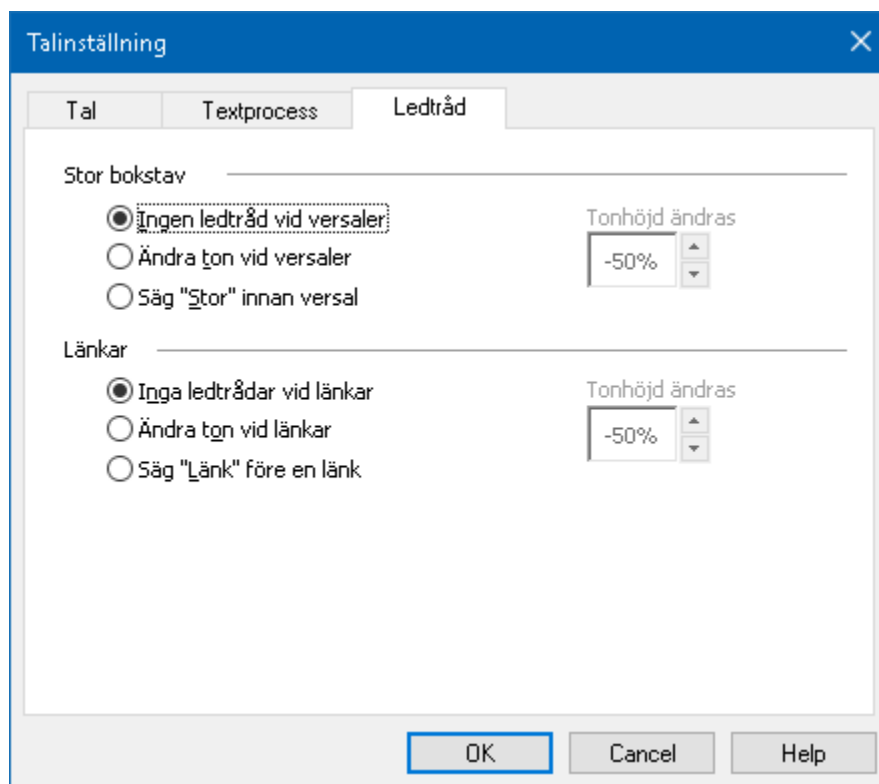 Talinställning
Tal Textprocess Ledtråd
Stor bokstav
Ingen ledtråd vid versaler Tonhöjd ändras
Ändra ton vid versaler -50%
Säg "Stor" innan versal
Länkar
Inga ledtrådar vid länkar Tonhöjd ändras
Ändra ton vid länkar -50%
Säg "Länk" före en länk
OK Cancel Help